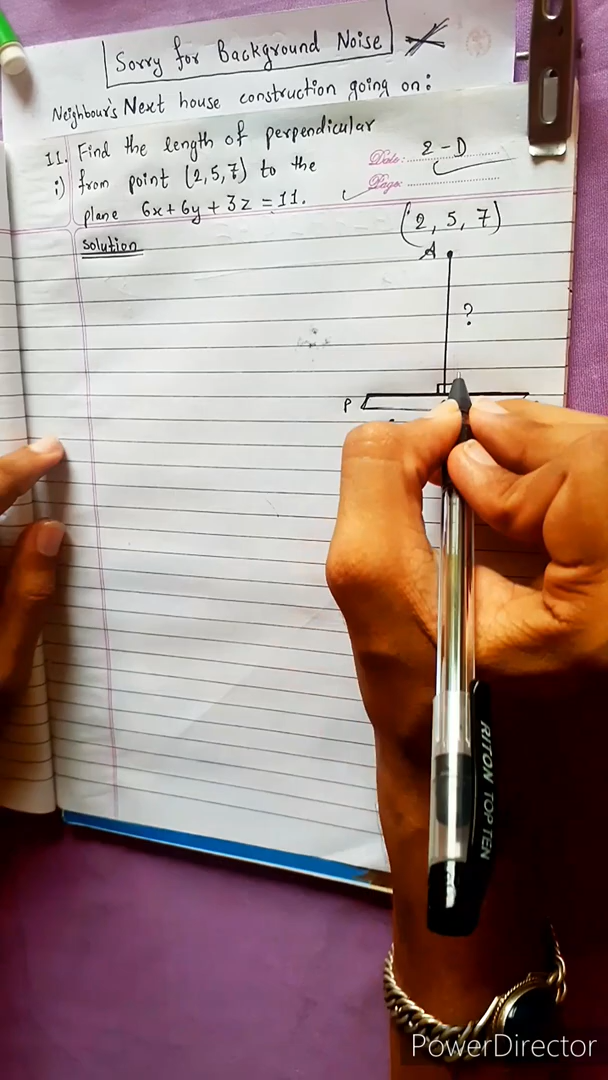 Sorry for Background Noise
Neighbour's Next house construction going on:
11. Find the length of perpendicular
i) from point (2,5,7) to the
plane 6x+6y+3z=11.
Date: 2-D
Page:
solution
(2, 5, 7)
A
?
P
RITON TOP TEN
PowerDirector